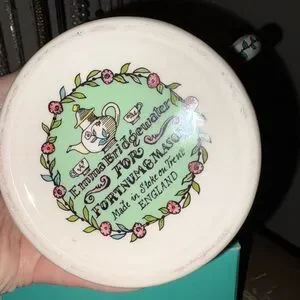 Emma Bridgewater
FOR
FORTNUM & MASON
Made in Stoke on Trent
ENGLAND